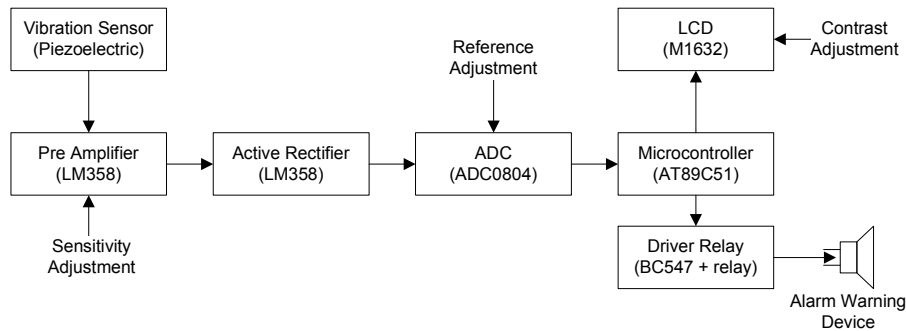 Vibration Sensor
(Piezoelectric)
LCD
(M1632)
Contrast
Adjustment
Reference
Adjustment
Pre Amplifier
(LM358)
Active Rectifier
(LM358)
ADC
(ADC0804)
Microcontroller
(AT89C51)
Sensitivity
Adjustment
Driver Relay
(BC547 + relay)
Alarm Warning
Device